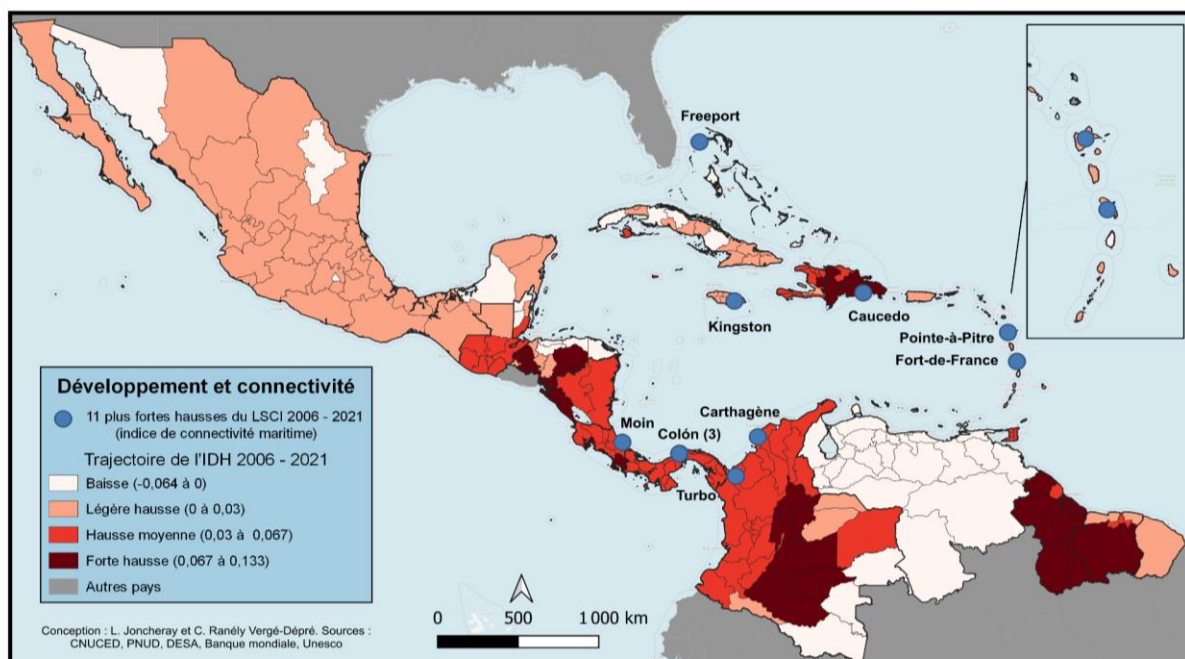 Freeport
Kingston
Caucedo
Pointe-à-Pitre
Fort-de-France
Carthagène
Moin
Colón (3)
Turbo
Développement et connectivité
11 plus fortes hausses du LSCI 2006 - 2021
(indice de connectivité maritime)
Trajectoire de l'IDH 2006 - 2021
Baisse (-0,064 à 0)
Légère hausse (0 à 0,03)
Hausse moyenne (0,03 à 0,067)
Forte hausse (0,067 à 0,133)
Autres pays
0 500 1 000 km
Conception : L. Joncheray et C. Ranély Vergé-Dépré. Sources :
CNUCED, PNUD, DESA, Banque mondiale, Unesco